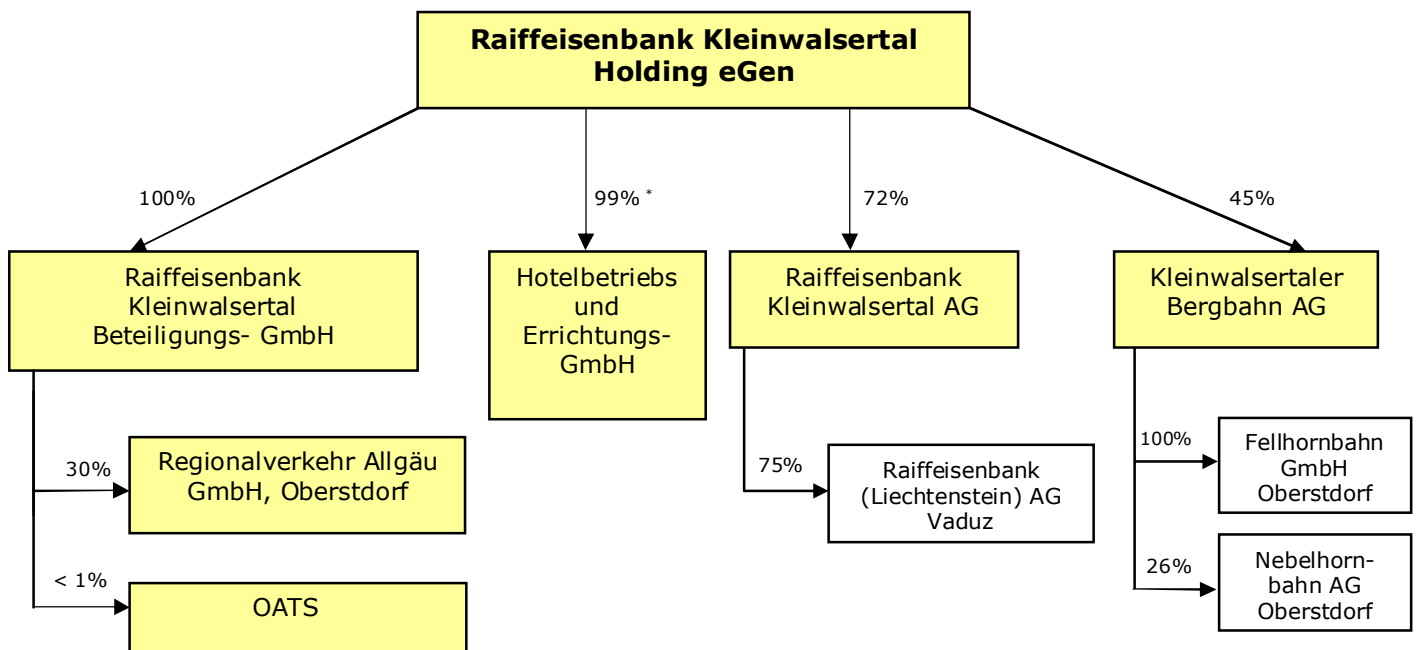 Raiffeisenbank Kleinwalsertal
Holding eGen
100%
99% *
72%
45%
Raiffeisenbank
Kleinwalsertal
Beteiligungs- GmbH
Hotelbetriebs
und
Errichtungs-
GmbH
Raiffeisenbank
Kleinwalsertal AG
Kleinwalsertaler
Bergbahn AG
30%
Regionalverkehr Allgäu
GmbH, Oberstdorf
< 1%
OATS
75%
Raiffeisenbank
(Liechtenstein) AG
Vaduz
100%
Fellhornbahn
GmbH
Oberstdorf
26%
Nebelhorn-
bahn AG
Oberstdorf